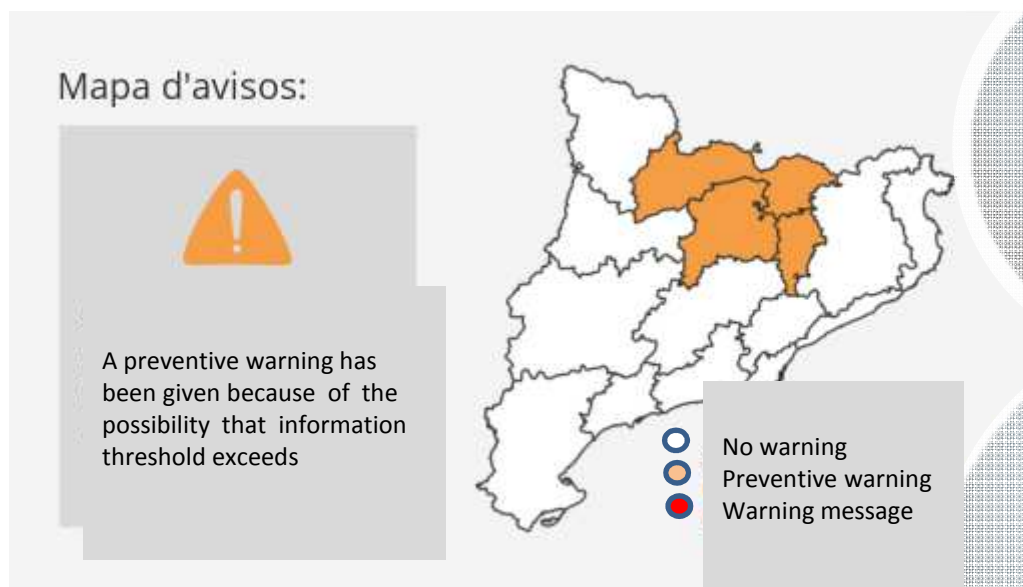 Mapa d'avisos:
A preventive warning has
been given because of the
possibility that information
threshold exceeds
No warning
Preventive warning
Warning message